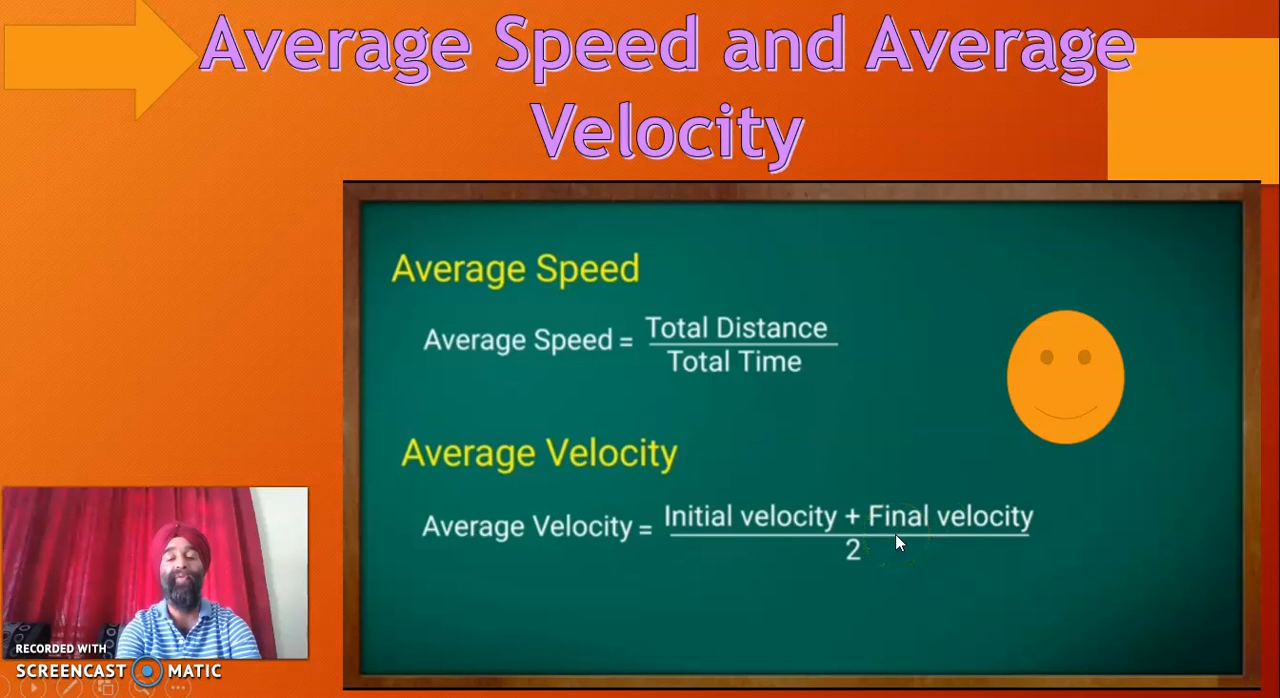 Average Speed and Average
Velocity
Average Speed
Average Speed = Total Distance
Total Time
Average Velocity
Average Velocity = Initial velocity + Final velocity
2
RECORDED WITH
SCREENCAST MATIC